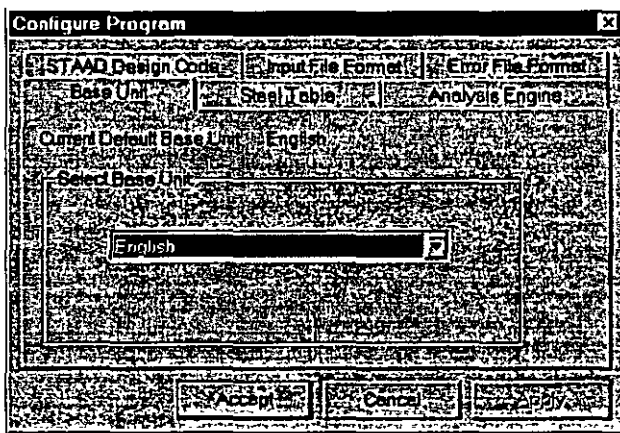 Configure Program
STAAD Design Code Input File Format Error File Format
Base Unit Steel Table Analysis Engine
Current Default Base Unit English
Select Base Unit
English
Accept Cancel Apply